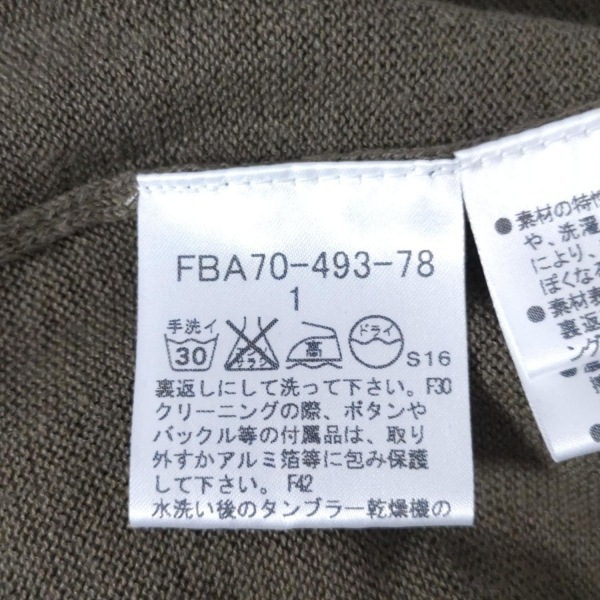 FBA70-493-78
1
手洗イ
30
エンソ
サラシ
高
ドライ
S16
裏返しにして洗って下さい。F30
クリーニングの際、ボタンや
バックル等の付属品は、取り
外すかアルミ箔等に包み保護
して下さい。 F42
水洗い後のタンブラー乾燥機の
●素材の特性
や、洗濯
により、
ぽくなる
●素材表
裏返
ング